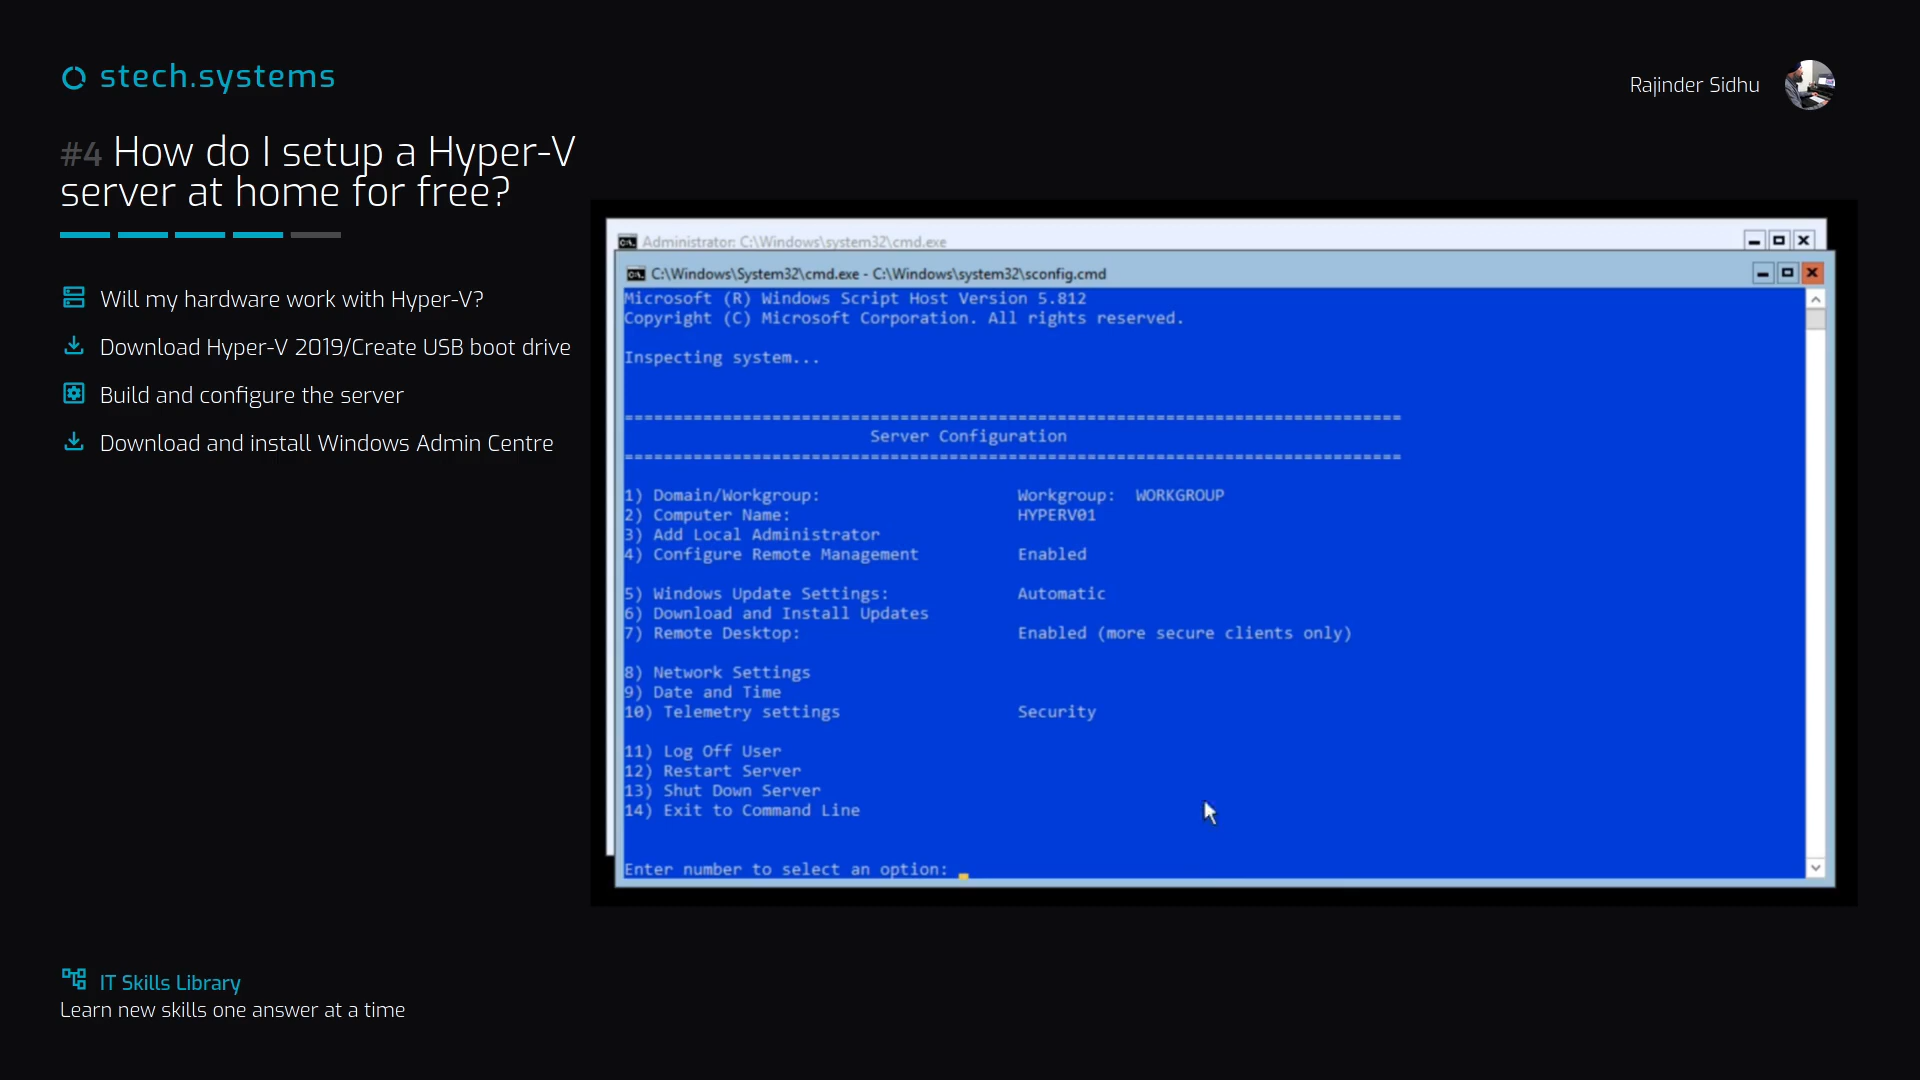 stech.systems
Rajinder Sidhu
#4 How do I setup a Hyper-V
server at home for free?
Will my hardware work with Hyper-V?
Download Hyper-V 2019/Create USB boot drive
Build and configure the server
Download and install Windows Admin Centre
Administrator: C:\Windows\system32\cmd.exe
C:\Windows\System32\cmd.exe - C:\Windows\system32\sconfig.cmd
Microsoft (R) Windows Script Host Version 5.812
Copyright (C) Microsoft Corporation. All rights reserved.
Inspecting system...
===============================================================================
Server Configuration
===============================================================================
1) Domain/Workgroup: Workgroup: WORKGROUP
2) Computer Name: HYPERV01
3) Add Local Administrator
4) Configure Remote Management Enabled
5) Windows Update Settings: Automatic
6) Download and Install Updates
7) Remote Desktop: Enabled (more secure clients only)
8) Network Settings
9) Date and Time
10) Telemetry settings Security
11) Log Off User
12) Restart Server
13) Shut Down Server
14) Exit to Command Line
Enter number to select an option:
IT Skills Library
Learn new skills one answer at a time